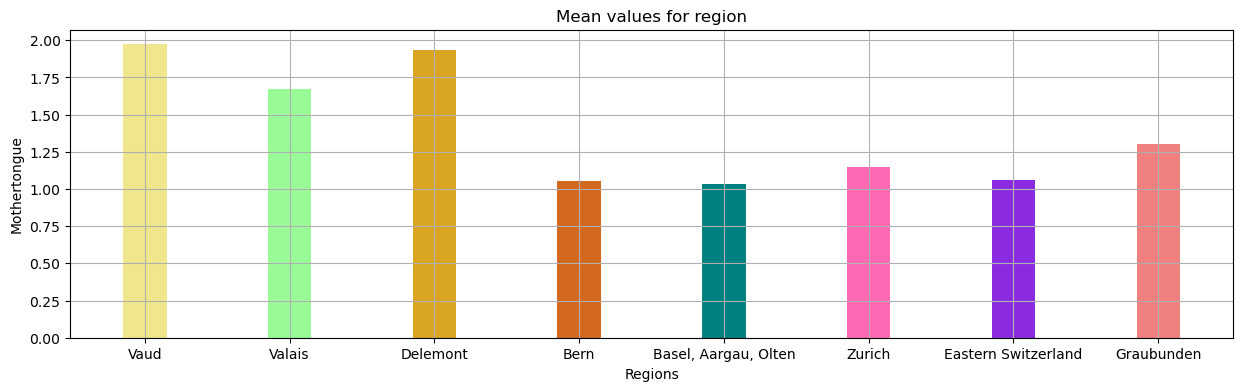 Mean values for region
Mothertongue
2.00
1.75
1.50
1.25
1.00
0.75
0.50
0.25
0.00
Vaud Valais Delemont Bern Basel, Aargau, Olten Zurich Eastern Switzerland Graubunden
Regions